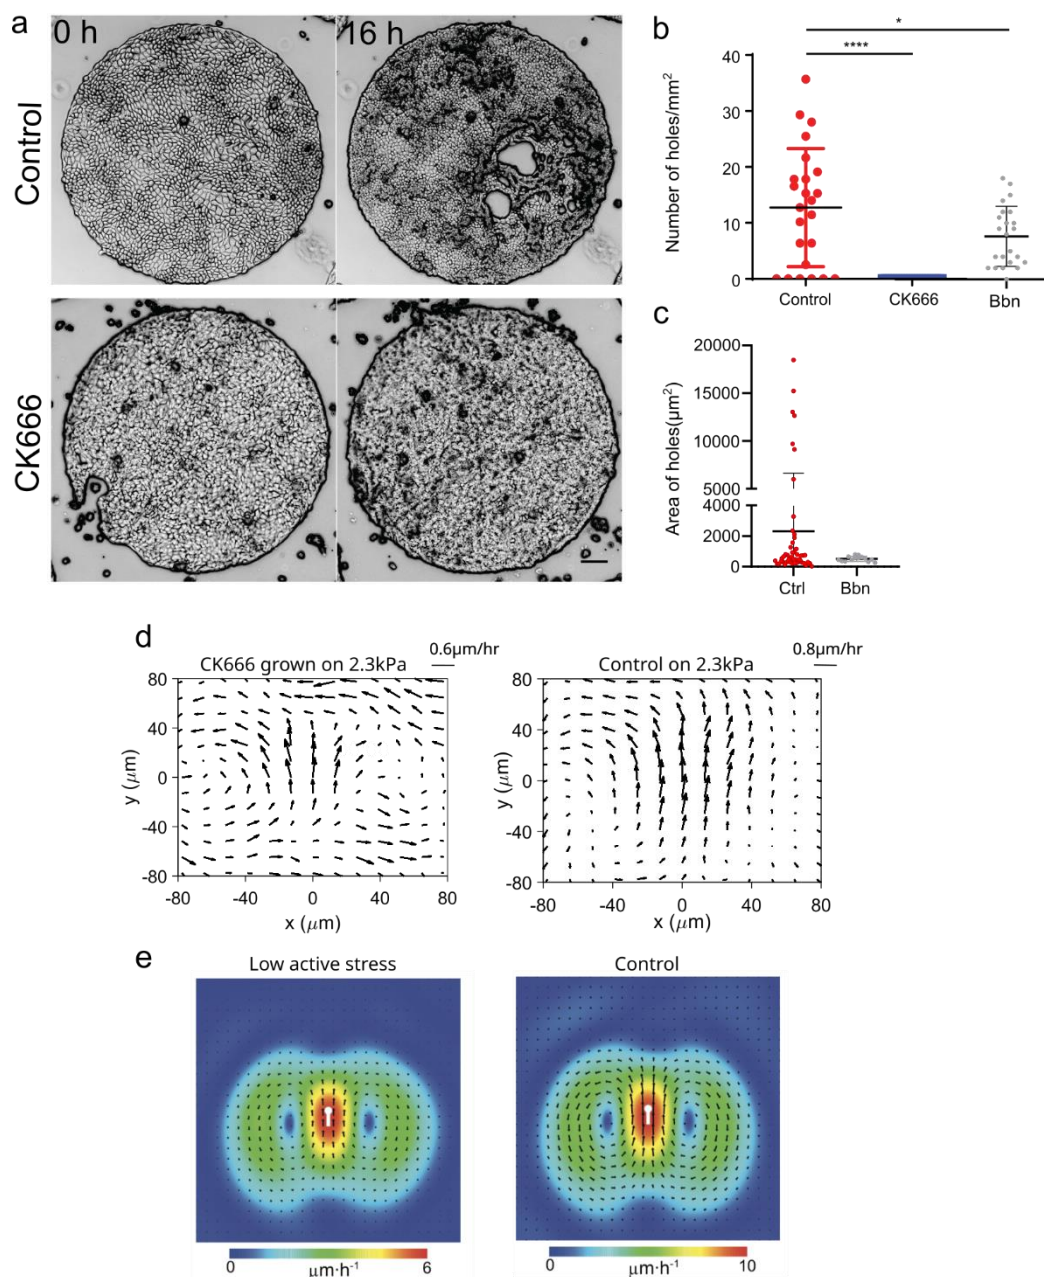 a
0 h
16 h
Control
CK666
b
*
****
Number of holes/mm²
40
30
20
10
0
Control
CK666
Bbn
c
Area of holes(µm²)
20000
15000
10000
5000
4000
2000
0
Ctrl
Bbn
d
0.6µm/hr
CK666 grown on 2.3kPa
80
40
0
-40
-80
y (µm)
-80
-40
0
40
80
x (µm)
0.8µm/hr
Control on 2.3kPa
80
40
0
-40
-80
y (µm)
-80
-40
0
40
80
x (µm)
e
Low active stress
0
6
µm·h⁻¹
Control
0
10
µm·h⁻¹